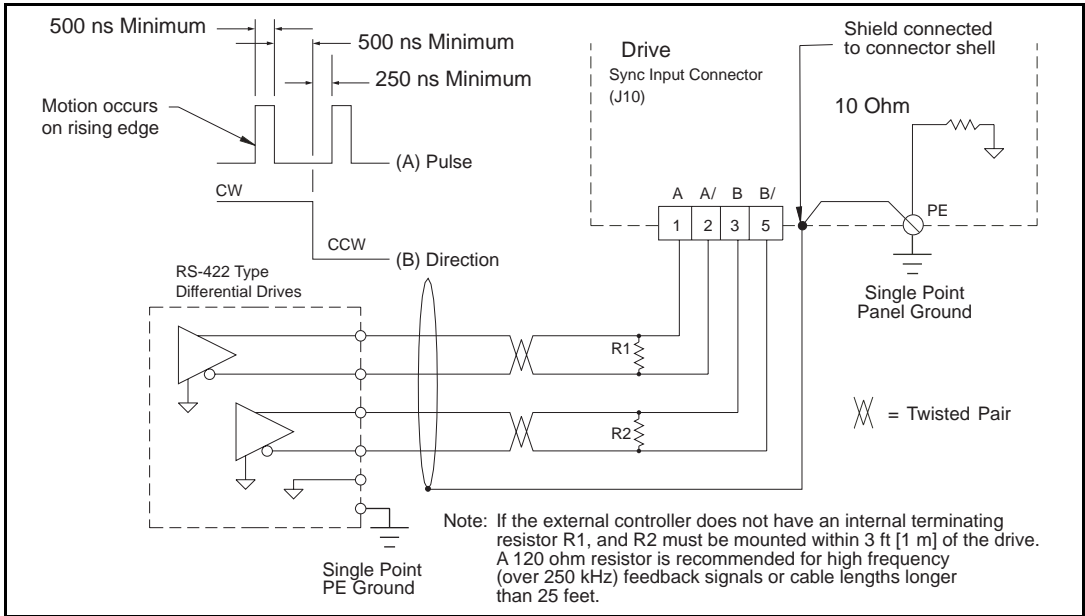 500 ns Minimum
500 ns Minimum
250 ns Minimum
Motion occurs
on rising edge
(A) Pulse
CW
CCW
(B) Direction
Shield connected
to connector shell
Drive
Sync Input Connector
(J10)
10 Ohm
A A/ B B/
1 2 3 5
PE
Single Point
Panel Ground
RS-422 Type
Differential Drives
R1
R2
= Twisted Pair
Single Point
PE Ground
Note: If the external controller does not have an internal terminating
resistor R1, and R2 must be mounted within 3 ft [1 m] of the drive.
A 120 ohm resistor is recommended for high frequency
(over 250 kHz) feedback signals or cable lengths longer
than 25 feet.